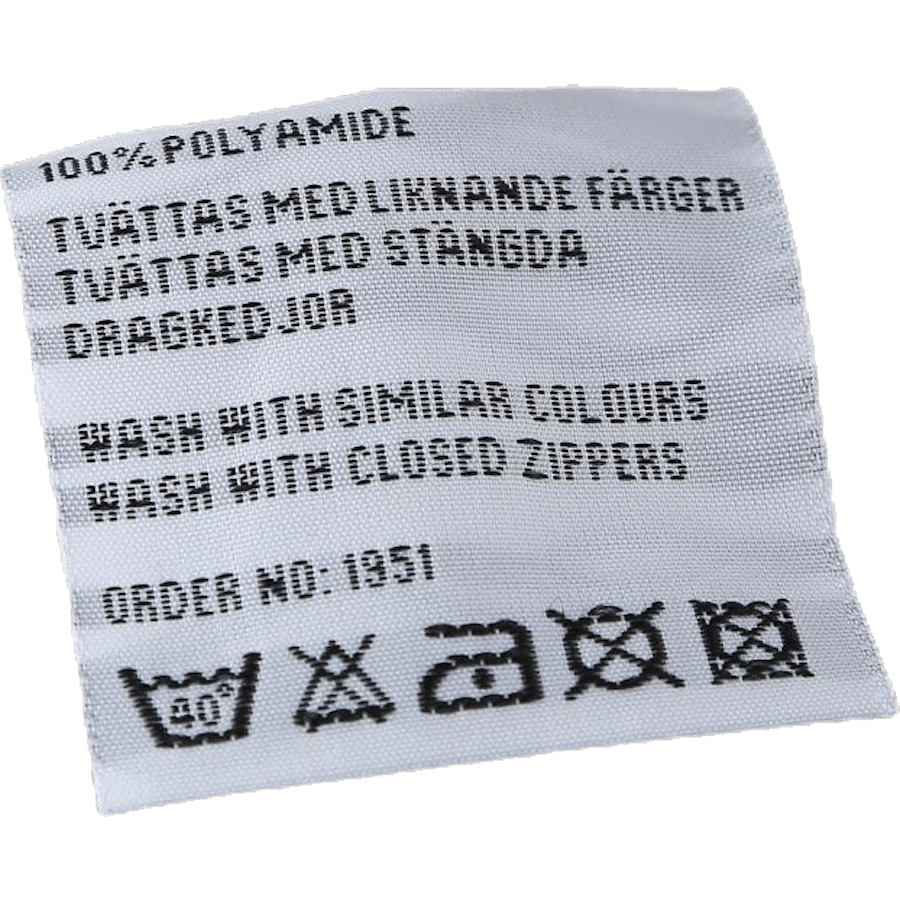 100% POLYAMIDE
TVÄTTAS MED LIKNANDE FÄRGER
TVÄTTAS MED STÄNGDA
DRAGKEDJOR
WASH WITH SIMILAR COLOURS
WASH WITH CLOSED ZIPPERS
ORDER NO: 1951
40°